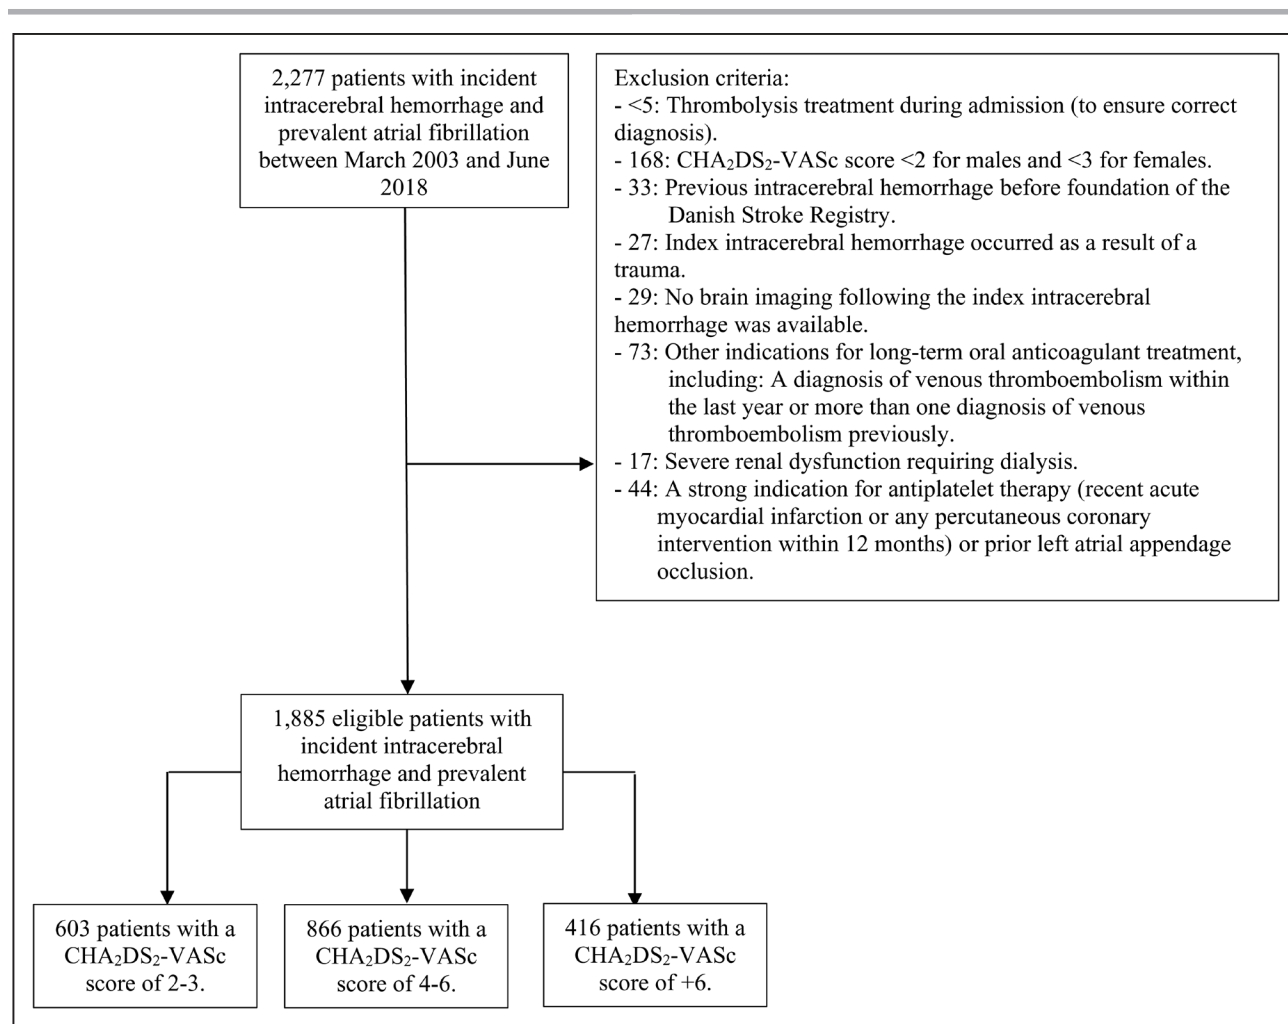 2,277 patients with incident
intracerebral hemorrhage and
prevalent atrial fibrillation
between March 2003 and June
2018
Exclusion criteria:
- <5: Thrombolysis treatment during admission (to ensure correct
diagnosis).
- 168: CHA₂DS₂-VASc score <2 for males and <3 for females.
- 33: Previous intracerebral hemorrhage before foundation of the
Danish Stroke Registry.
- 27: Index intracerebral hemorrhage occurred as a result of a
trauma.
- 29: No brain imaging following the index intracerebral
hemorrhage was available.
- 73: Other indications for long-term oral anticoagulant treatment,
including: A diagnosis of venous thromboembolism within
the last year or more than one diagnosis of venous
thromboembolism previously.
- 17: Severe renal dysfunction requiring dialysis.
- 44: A strong indication for antiplatelet therapy (recent acute
myocardial infarction or any percutaneous coronary
intervention within 12 months) or prior left atrial appendage
occlusion.
1,885 eligible patients with
incident intracerebral
hemorrhage and prevalent
atrial fibrillation
603 patients with a
CHA₂DS₂-VASc
score of 2-3.
866 patients with a
CHA₂DS₂-VASc
score of 4-6.
416 patients with a
CHA₂DS₂-VASc
score of +6.